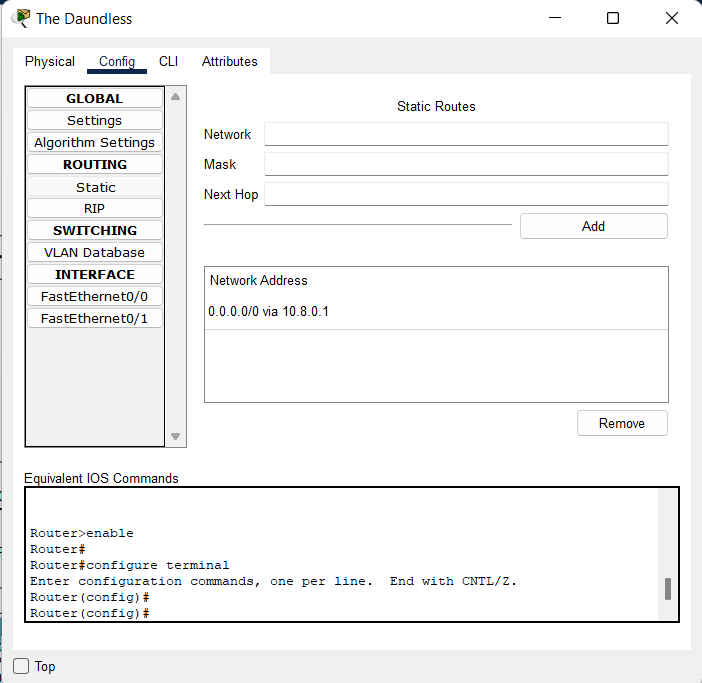 The Daundless
Physical Config CLI Attributes
GLOBAL
Settings
Algorithm Settings
ROUTING
Static
RIP
SWITCHING
VLAN Database
INTERFACE
FastEthernet0/0
FastEthernet0/1
Static Routes
Network
Mask
Next Hop
Add
Network Address
0.0.0.0/0 via 10.8.0.1
Remove
Equivalent IOS Commands
Router>enable
Router#
Router#configure terminal
Enter configuration commands, one per line.  End with CNTL/Z.
Router(config)#
Router(config)#
Top